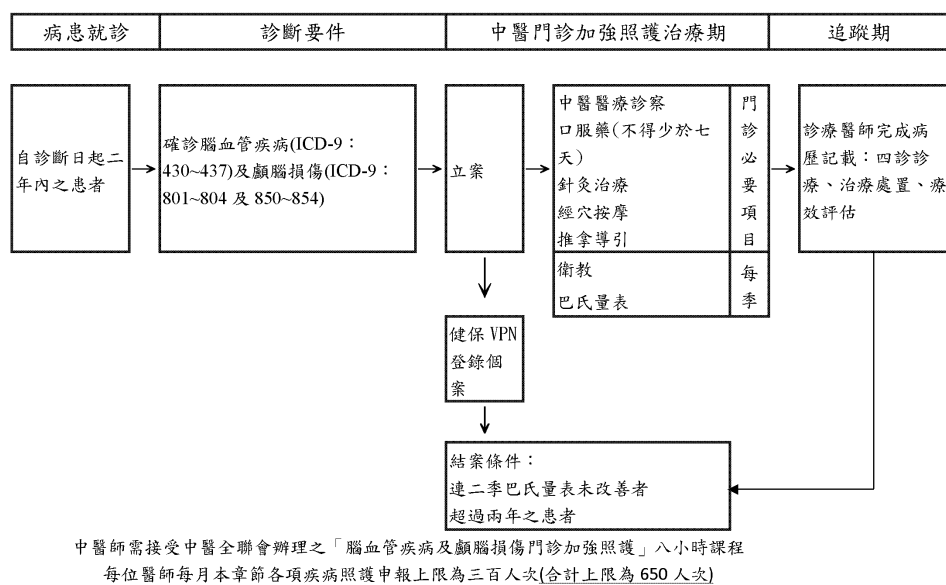 病患就診
診斷要件
中醫門診加強照護治療期
追蹤期
自診斷日起二
年內之患者
確診腦血管疾病(ICD-9：
430~437)及顱腦損傷(ICD-9：
801~804 及 850~854)
立案
中醫醫療診察
口服藥(不得少於七
天)
針灸治療
經穴按摩
推拿導引
門
診
必
要
項
目
衛教
巴氏量表
每
季
診療醫師完成病
歷記載：四診診
療、治療處置、療
效評估
健保 VPN
登錄個
案
結案條件：
連二季巴氏量表未改善者
超過兩年之患者
中醫師需接受中醫全聯會辦理之「腦血管疾病及顱腦損傷門診加強照護」八小時課程
每位醫師每月本章節各項疾病照護申報上限為三百人次(合計上限為 650 人次)